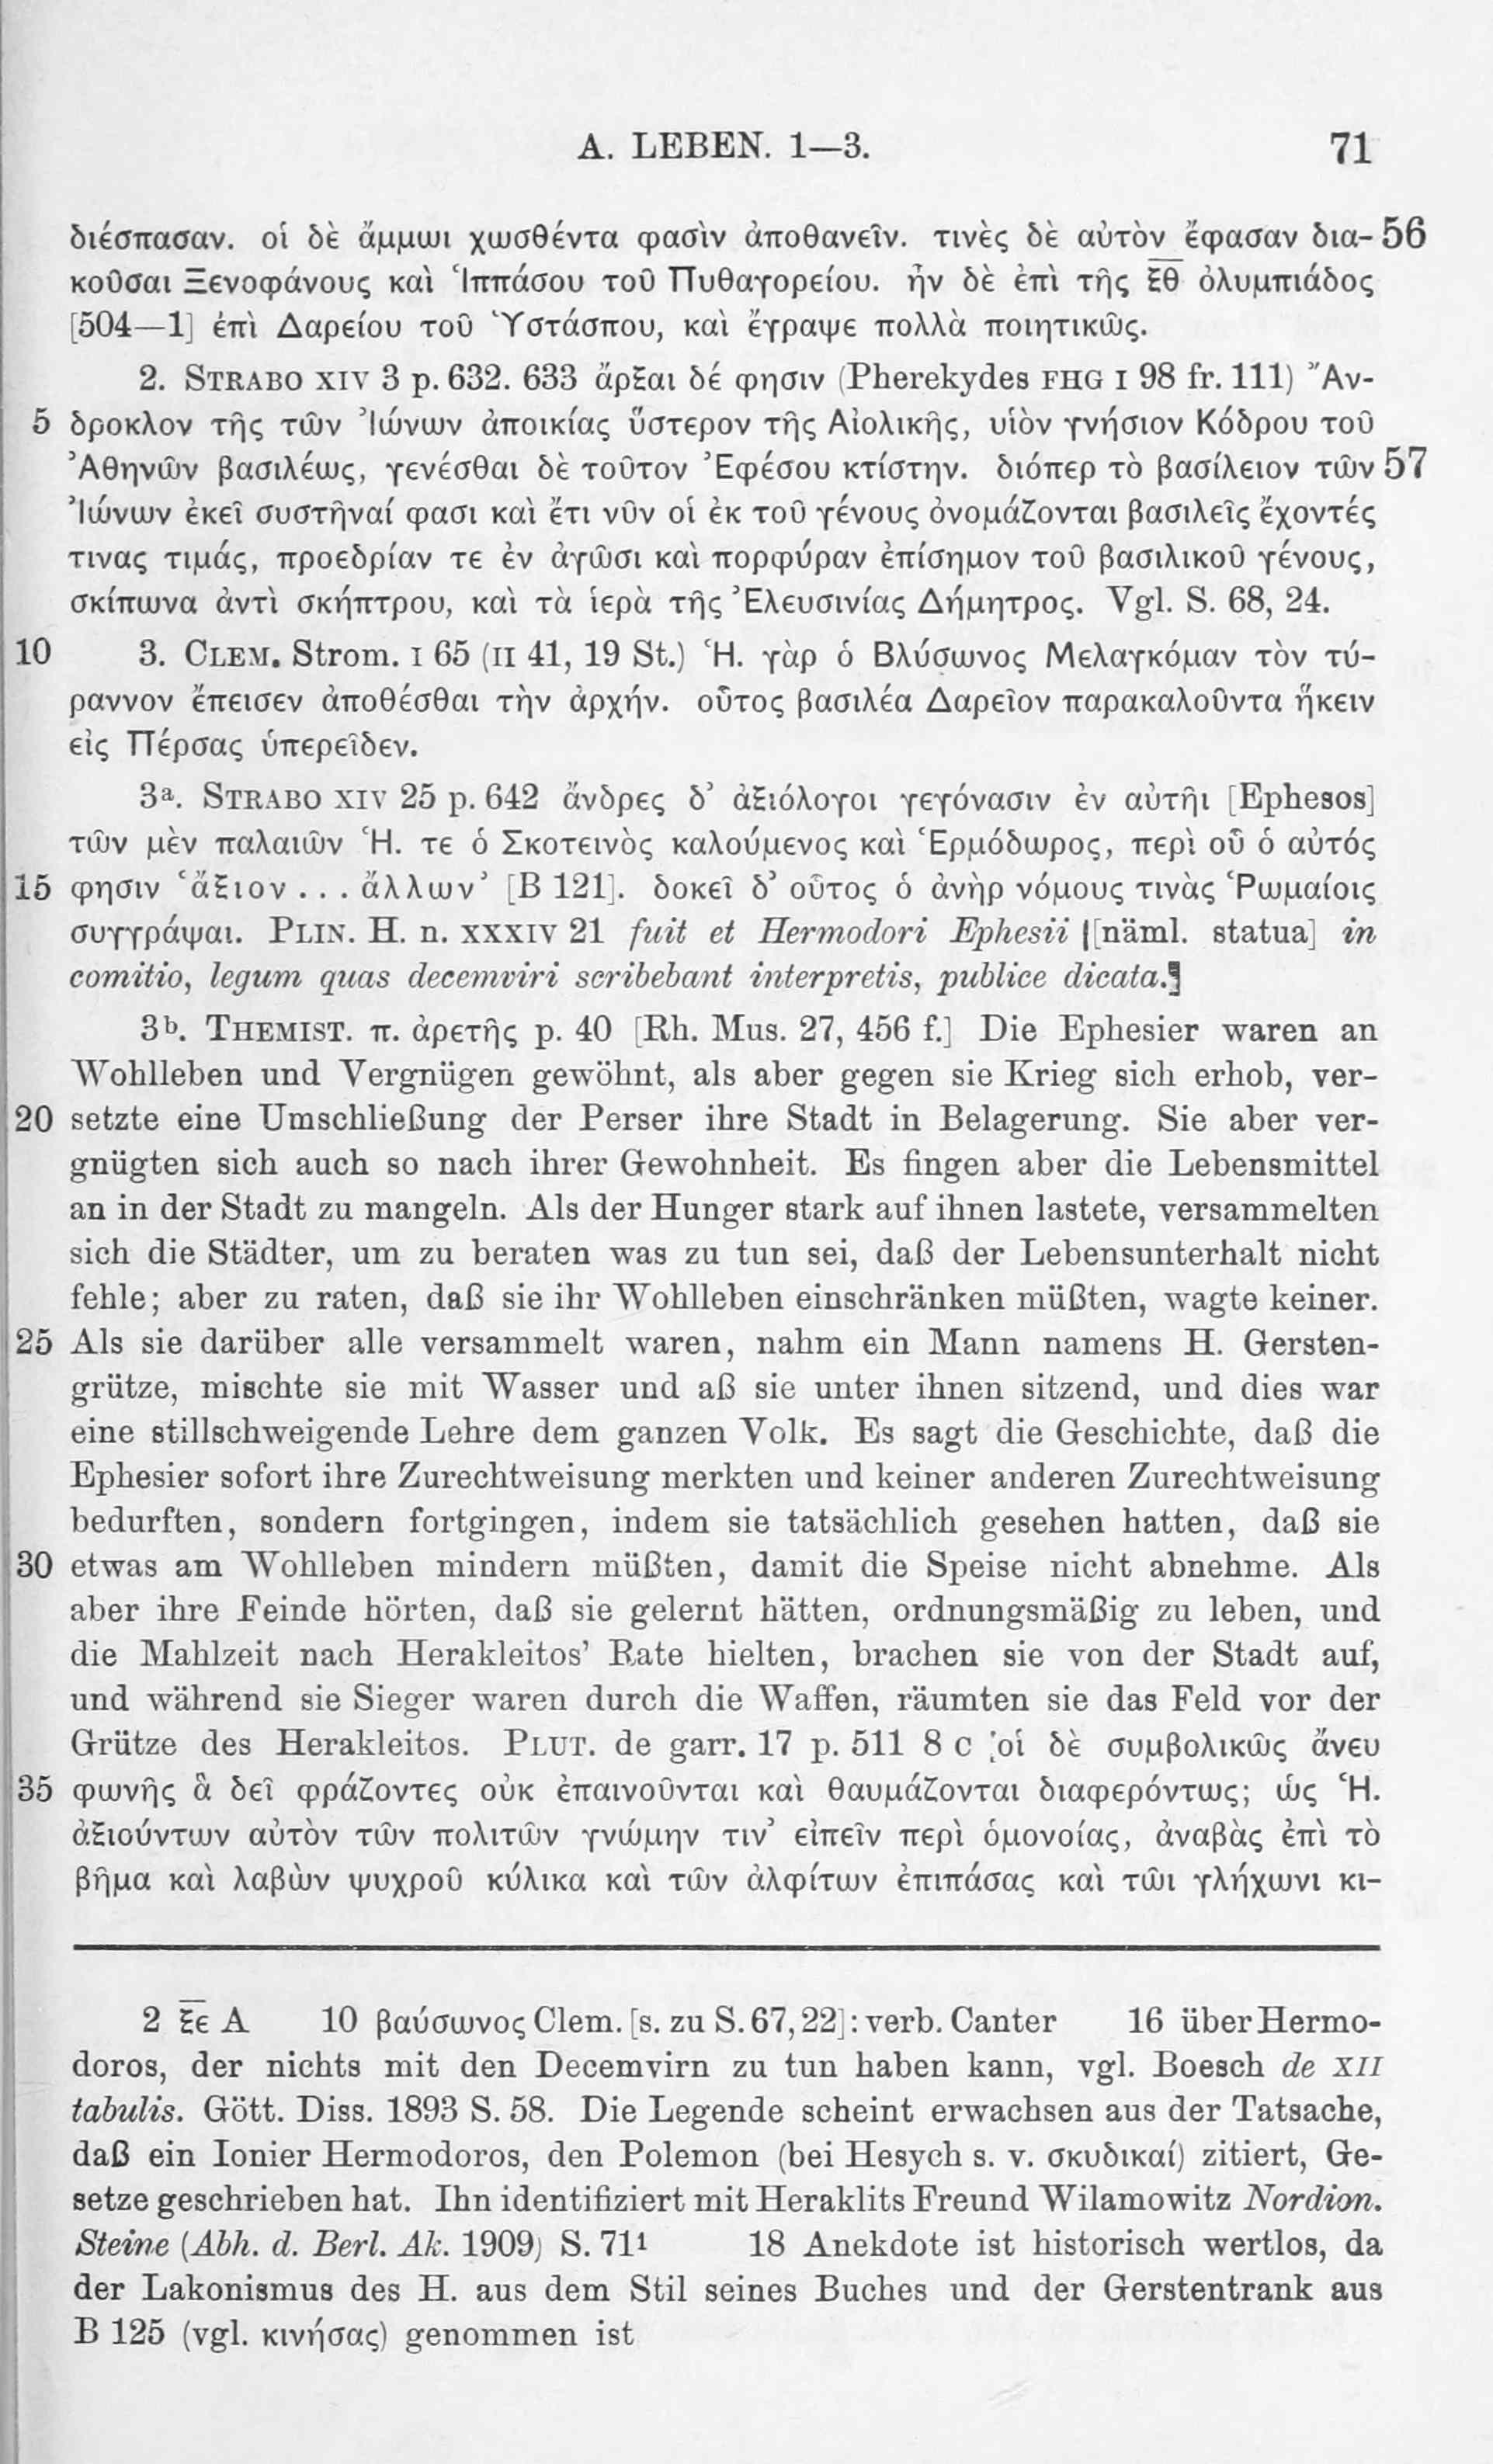 A. LEBEN. 1—3. 71
διέσπασαν. οἱ δὲ ἄμμωι χωσθέντα φασὶν ἀποθανεῖν. τινὲς δὲ αὐτὸν ἔφασαν δια- 56
κοῦσαι Ξενοφάνους καὶ Ἱππάσου τοῦ Πυθαγορείου. ἦν δὲ ἐπὶ τῆς ξ̅θ̅ ὀλυμπιάδος
[504—1] ἐπὶ Δαρείου τοῦ Ὑστάσπου, καὶ ἔγραψε πολλὰ ποιητικῶς.
2. STRABO XIV 3 p. 632. 633 ἄρξαι δέ φησιν (Pherekydes FHG I 98 fr. 111) Ἄν-
5 δροκλον τῆς τῶν Ἰώνων ἀποικίας ὕστερον τῆς Αἰολικῆς, υἱὸν γνήσιον Κόδρου τοῦ
Ἀθηνῶν βασιλέως, γενέσθαι δὲ τοῦτον Ἐφέσου κτίστην. διόπερ τὸ βασίλειον τῶν 57
Ἰώνων ἐκεῖ συστῆναί φασι καὶ ἔτι νῦν οἱ ἐκ τοῦ γένους ὀνομάζονται βασιλεῖς ἔχοντές
τινας τιμάς, προεδρίαν τε ἐν ἀγῶσι καὶ πορφύραν ἐπίσημον τοῦ βασιλικοῦ γένους,
σκίπωνα ἀντὶ σκήπτρου, καὶ τὰ ἱερὰ τῆς Ἐλευσινίας Δήμητρος. Vgl. S. 68, 24.
10 3. CLEM. Strom. I 65 (II 41, 19 St.) Ἡ. γὰρ ὁ Βλύσωνος Μελαγκόμαν τὸν τύ-
ραννον ἔπεισεν ἀποθέσθαι τὴν ἀρχήν. οὗτος βασιλέα Δαρεῖον παρακαλοῦντα ἥκειν
εἰς Πέρσας ὑπερεῖδεν.
3a. STRABO XIV 25 p. 642 ἄνδρες δ’ ἀξιόλογοι γεγόνασιν ἐν αὐτῆι [Ephesos]
τῶν μὲν παλαιῶν Ἡ. τε ὁ Σκοτεινὸς καλούμενος καὶ Ἑρμόδωρος, περὶ οὗ ὁ αὐτός
15 φησιν ‘ἄξιον . . . ἄλλων’ [B 121]. δοκεῖ δ’ οὗτος ὁ ἀνὴρ νόμους τινὰς Ῥωμαίοις
συγγράψαι. PLIN. H. n. XXXIV 21 fuit et Hermodori Ephesii [[näml. statua] in
comitio, legum quas decemviri scribebant interpretis, publice dicata.]
3b. THEMIST. π. ἀρετῆς p. 40 [Rh. Mus. 27, 456 f.] Die Ephesier waren an
Wohlleben und Vergnügen gewöhnt, als aber gegen sie Krieg sich erhob, ver-
20 setzte eine Umschließung der Perser ihre Stadt in Belagerung. Sie aber ver-
gnügten sich auch so nach ihrer Gewohnheit. Es fingen aber die Lebensmittel
an in der Stadt zu mangeln. Als der Hunger stark auf ihnen lastete, versammelten
sich die Städter, um zu beraten was zu tun sei, daß der Lebensunterhalt nicht
fehle; aber zu raten, daß sie ihr Wohlleben einschränken müßten, wagte keiner.
25 Als sie darüber alle versammelt waren, nahm ein Mann namens H. Gersten-
grütze, mischte sie mit Wasser und aß sie unter ihnen sitzend, und dies war
eine stillschweigende Lehre dem ganzen Volk. Es sagt die Geschichte, daß die
Ephesier sofort ihre Zurechtweisung merkten und keiner anderen Zurechtweisung
bedurften, sondern fortgingen, indem sie tatsächlich gesehen hatten, daß sie
30 etwas am Wohlleben mindern müßten, damit die Speise nicht abnehme. Als
aber ihre Feinde hörten, daß sie gelernt hätten, ordnungsmäßig zu leben, und
die Mahlzeit nach Herakleitos’ Rate hielten, brachen sie von der Stadt auf,
und während sie Sieger waren durch die Waffen, räumten sie das Feld vor der
Grütze des Herakleitos. PLUT. de garr. 17 p. 511 8 c [οἱ δὲ συμβολικῶς ἄνευ
35 φωνῆς ἃ δεῖ φράζοντες οὐκ ἐπαινοῦνται καὶ θαυμάζονται διαφερόντως; ὡς Ἡ.
ἀξιούντων αὐτὸν τῶν πολιτῶν γνώμην τιν’ εἰπεῖν περὶ ὁμονοίας, ἀναβὰς ἐπὶ τὸ
βῆμα καὶ λαβὼν ψυχροῦ κύλικα καὶ τῶν ἀλφίτων ἐπιπάσας καὶ τῶι γλήχωνι κι-
2 ξ̅ε̅ A 10 βαύσωνος Clem. [s. zu S. 67, 22]: verb. Canter 16 über Hermo-
doros, der nichts mit den Decemvirn zu tun haben kann, vgl. Boesch de XII
tabulis. Gött. Diss. 1893 S. 58. Die Legende scheint erwachsen aus der Tatsache,
daß ein Ionier Hermodoros, den Polemon (bei Hesych s. v. σκυδικαί) zitiert, Ge-
setze geschrieben hat. Ihn identifiziert mit Heraklits Freund Wilamowitz Nordion.
Steine (Abh. d. Berl. Ak. 1909) S. 71¹ 18 Anekdote ist historisch wertlos, da
der Lakonismus des H. aus dem Stil seines Buches und der Gerstentrank aus
B 125 (vgl. κινήσας) genommen ist